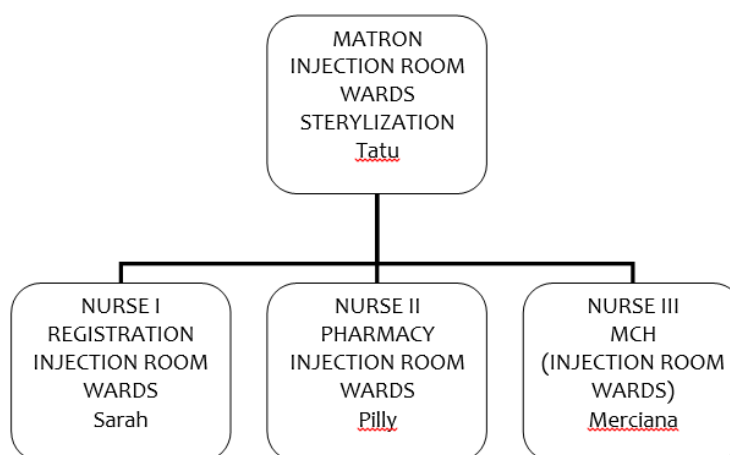 MATRON
INJECTION ROOM
WARDS
STERYLIZATION
Tatu
NURSE I
REGISTRATION
INJECTION ROOM
WARDS
Sarah
NURSE II
PHARMACY
INJECTION ROOM
WARDS
Pilly
NURSE III
MCH
(INJECTION ROOM
WARDS)
Merciana